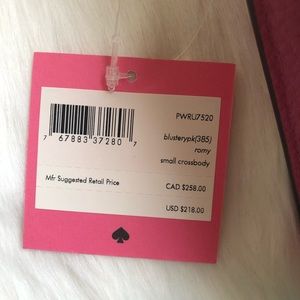 PWRU7520
blusterypk(385)
romy
small crossbody
7 67883 37280 7
Mfr Suggested Retail Price
CAD $258.00
USD $218.00